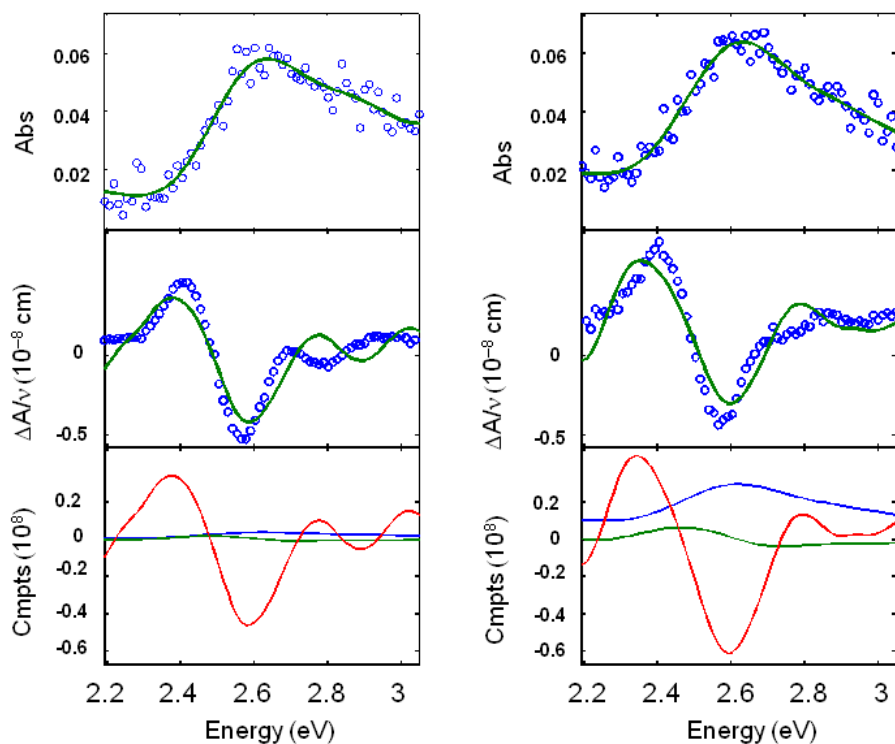 0.06
0.04
0.02
Abs
0.06
0.04
0.02
Abs
0
-0.5
ΔA/ν (10⁻⁸ cm)
0
-0.5
ΔA/ν (10⁻⁸ cm)
0.2
0
-0.2
-0.4
-0.6
Cmpts (10⁸)
0.2
0
-0.2
-0.4
-0.6
Cmpts (10⁸)
2.2 2.4 2.6 2.8 3
Energy (eV)
2.2 2.4 2.6 2.8 3
Energy (eV)